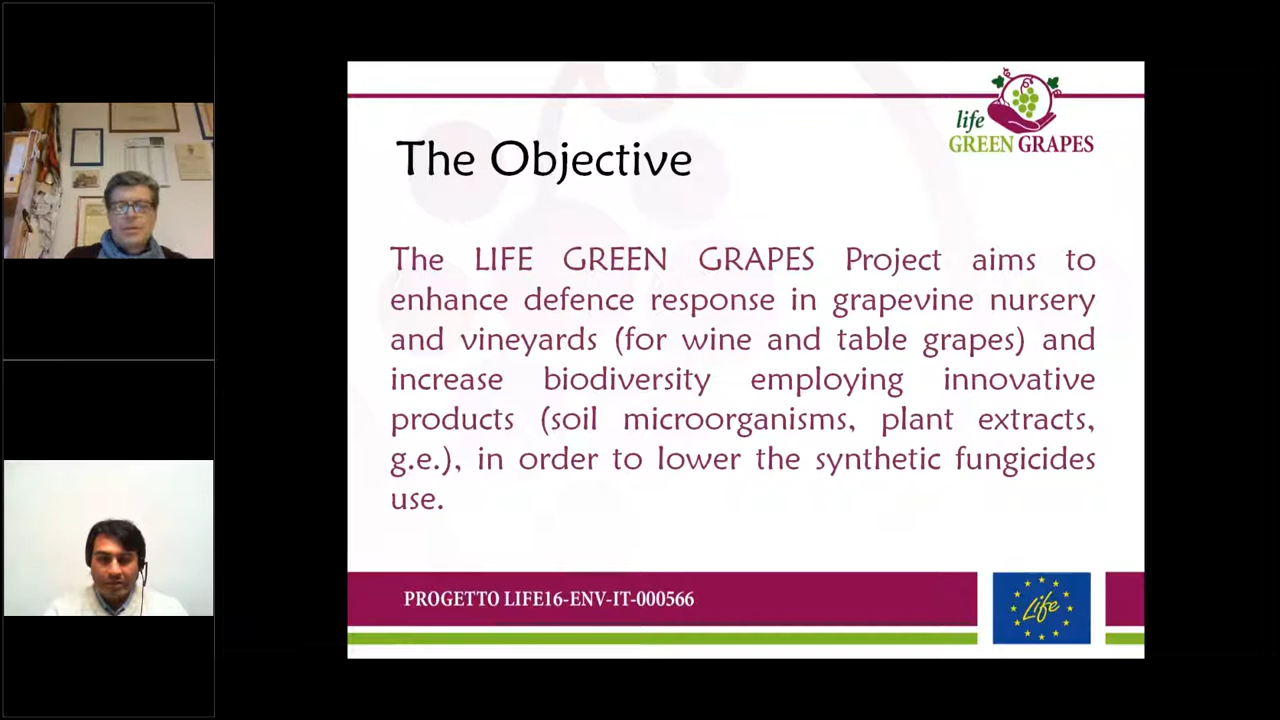 life
GREEN GRAPES
The Objective
The LIFE GREEN GRAPES Project aims to
enhance defence response in grapevine nursery
and vineyards (for wine and table grapes) and
increase biodiversity employing innovative
products (soil microorganisms, plant extracts,
g.e.), in order to lower the synthetic fungicides
use.
PROGETTO LIFE16-ENV-IT-000566
Life